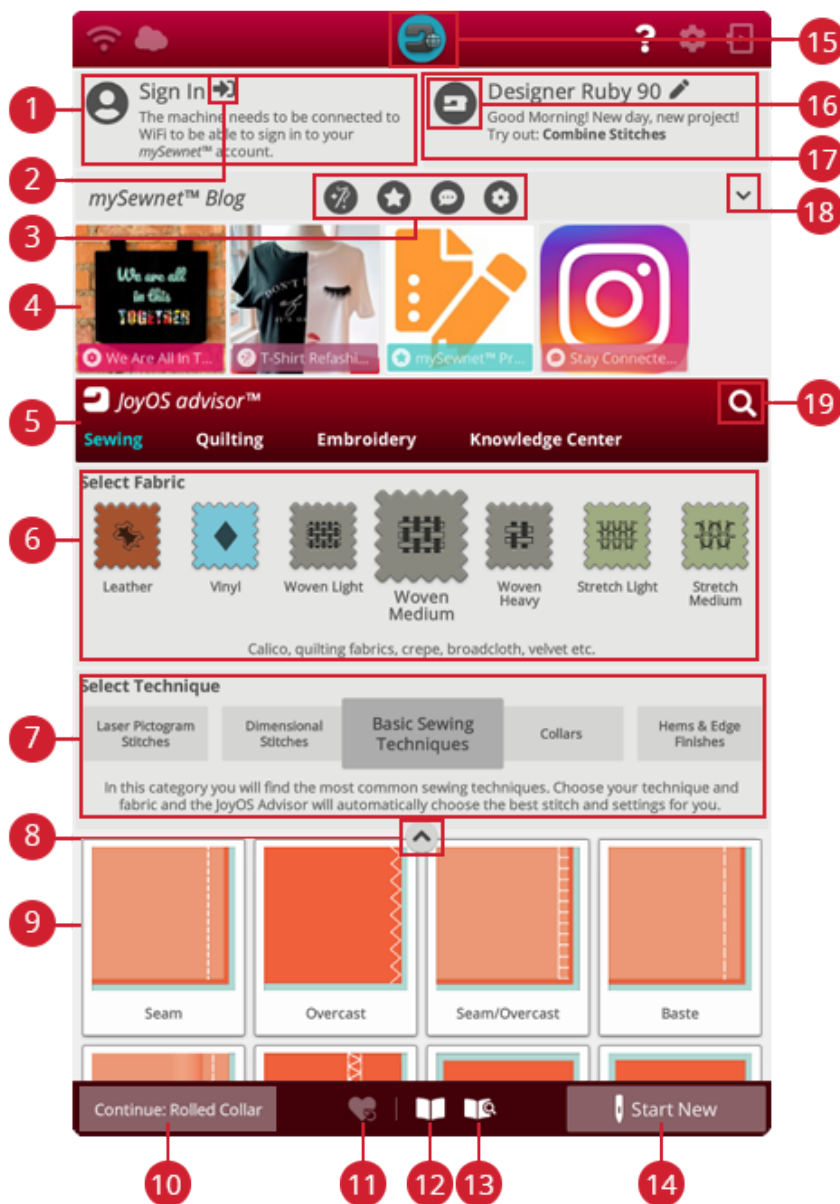 ?
15
1
Sign In
The machine needs to be connected to
WiFi to be able to sign in to your
mySewnet™ account.
Designer Ruby 90
Good Morning! New day, new project!
Try out: Combine Stitches
16
17
2
mySewnet™ Blog
18
3
4
We are all
in this
TOGETHER
We Are All In T...
T-Shirt Refashi...
mySewnet™ Pr...
Stay Connecte...
5
JoyOS advisor™
19
Sewing Quilting Embroidery Knowledge Center
Select Fabric
6
Leather Vinyl Woven Light Woven Medium Woven Heavy Stretch Light Stretch Medium
Calico, quilting fabrics, crepe, broadcloth, velvet etc.
Select Technique
7
Laser Pictogram Stitches Dimensional Stitches Basic Sewing Techniques Collars Hems & Edge Finishes
In this category you will find the most common sewing techniques. Choose your technique and
fabric and the JoyOS Advisor will automatically choose the best stitch and settings for you.
8
9
Seam Overcast Seam/Overcast Baste
Continue: Rolled Collar
Start New
10 11 12 13 14